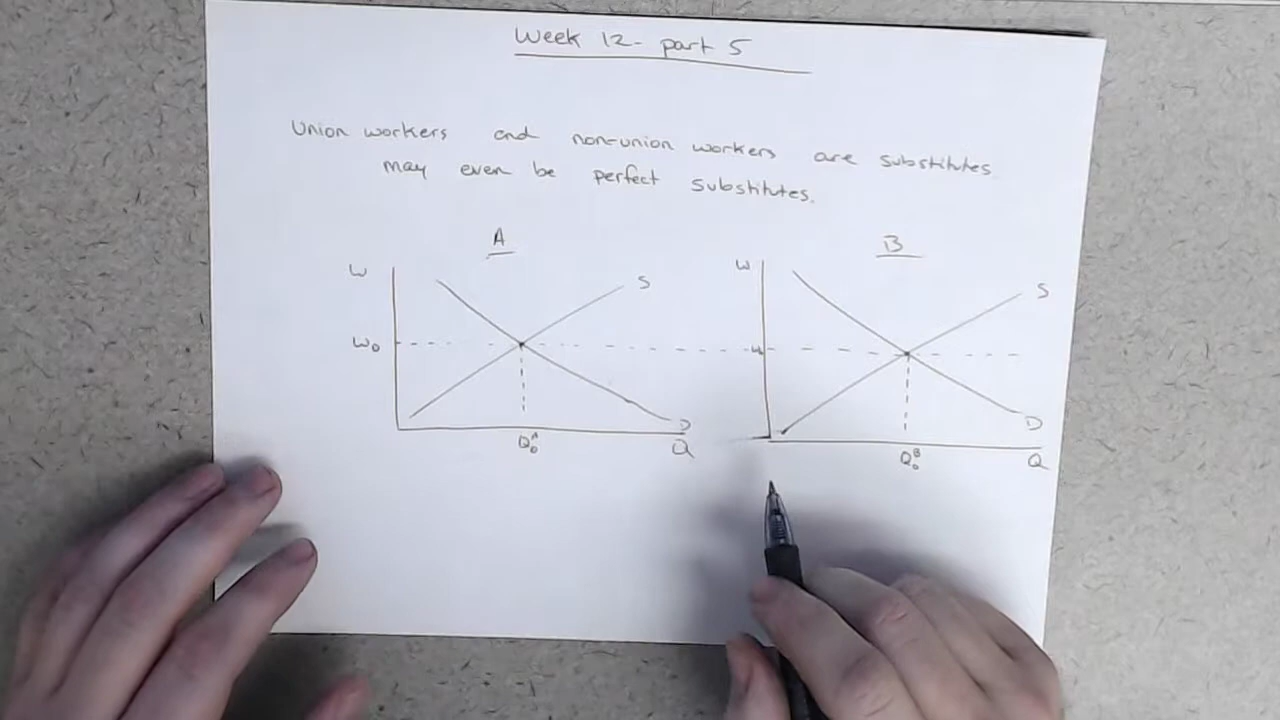 Week 12 - part 5
Union workers and non-union workers are substitutes
may even be perfect substitutes.
A
B
W
S
W
S
W₀
W₀
D
D
Q₀ᴬ
Q
Q₀ᴮ
Q